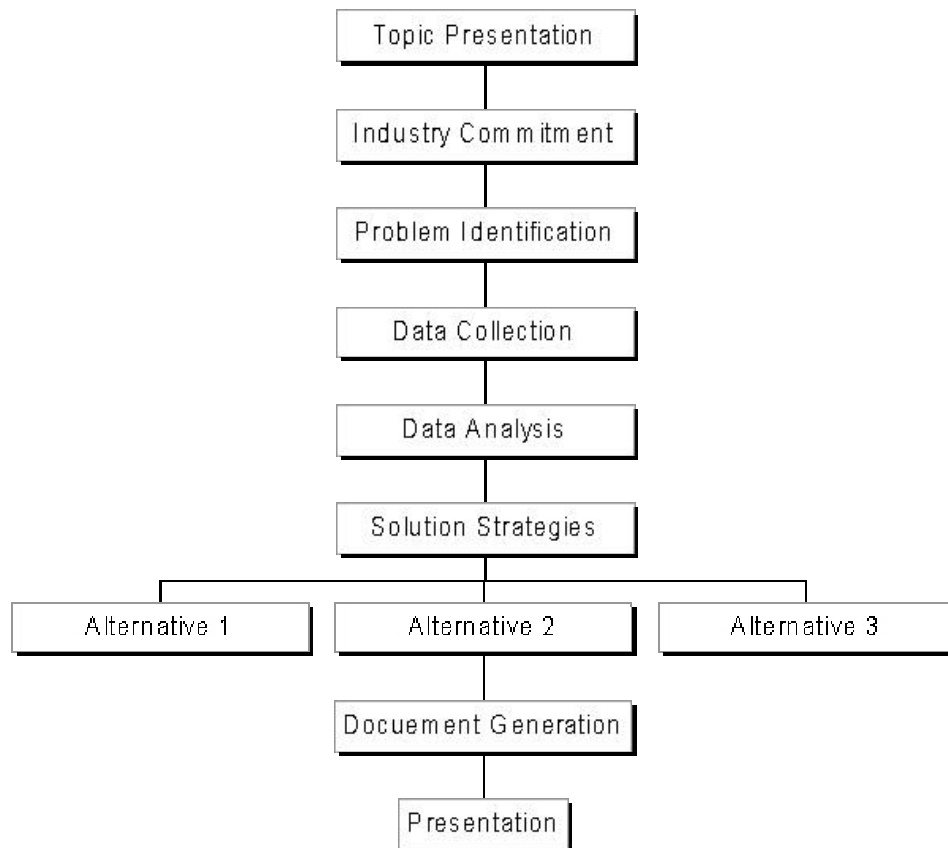 Topic Presentation
Industry Commitment
Problem Identification
Data Collection
Data Analysis
Solution Strategies
Alternative 1
Alternative 2
Alternative 3
Docuement Generation
Presentation